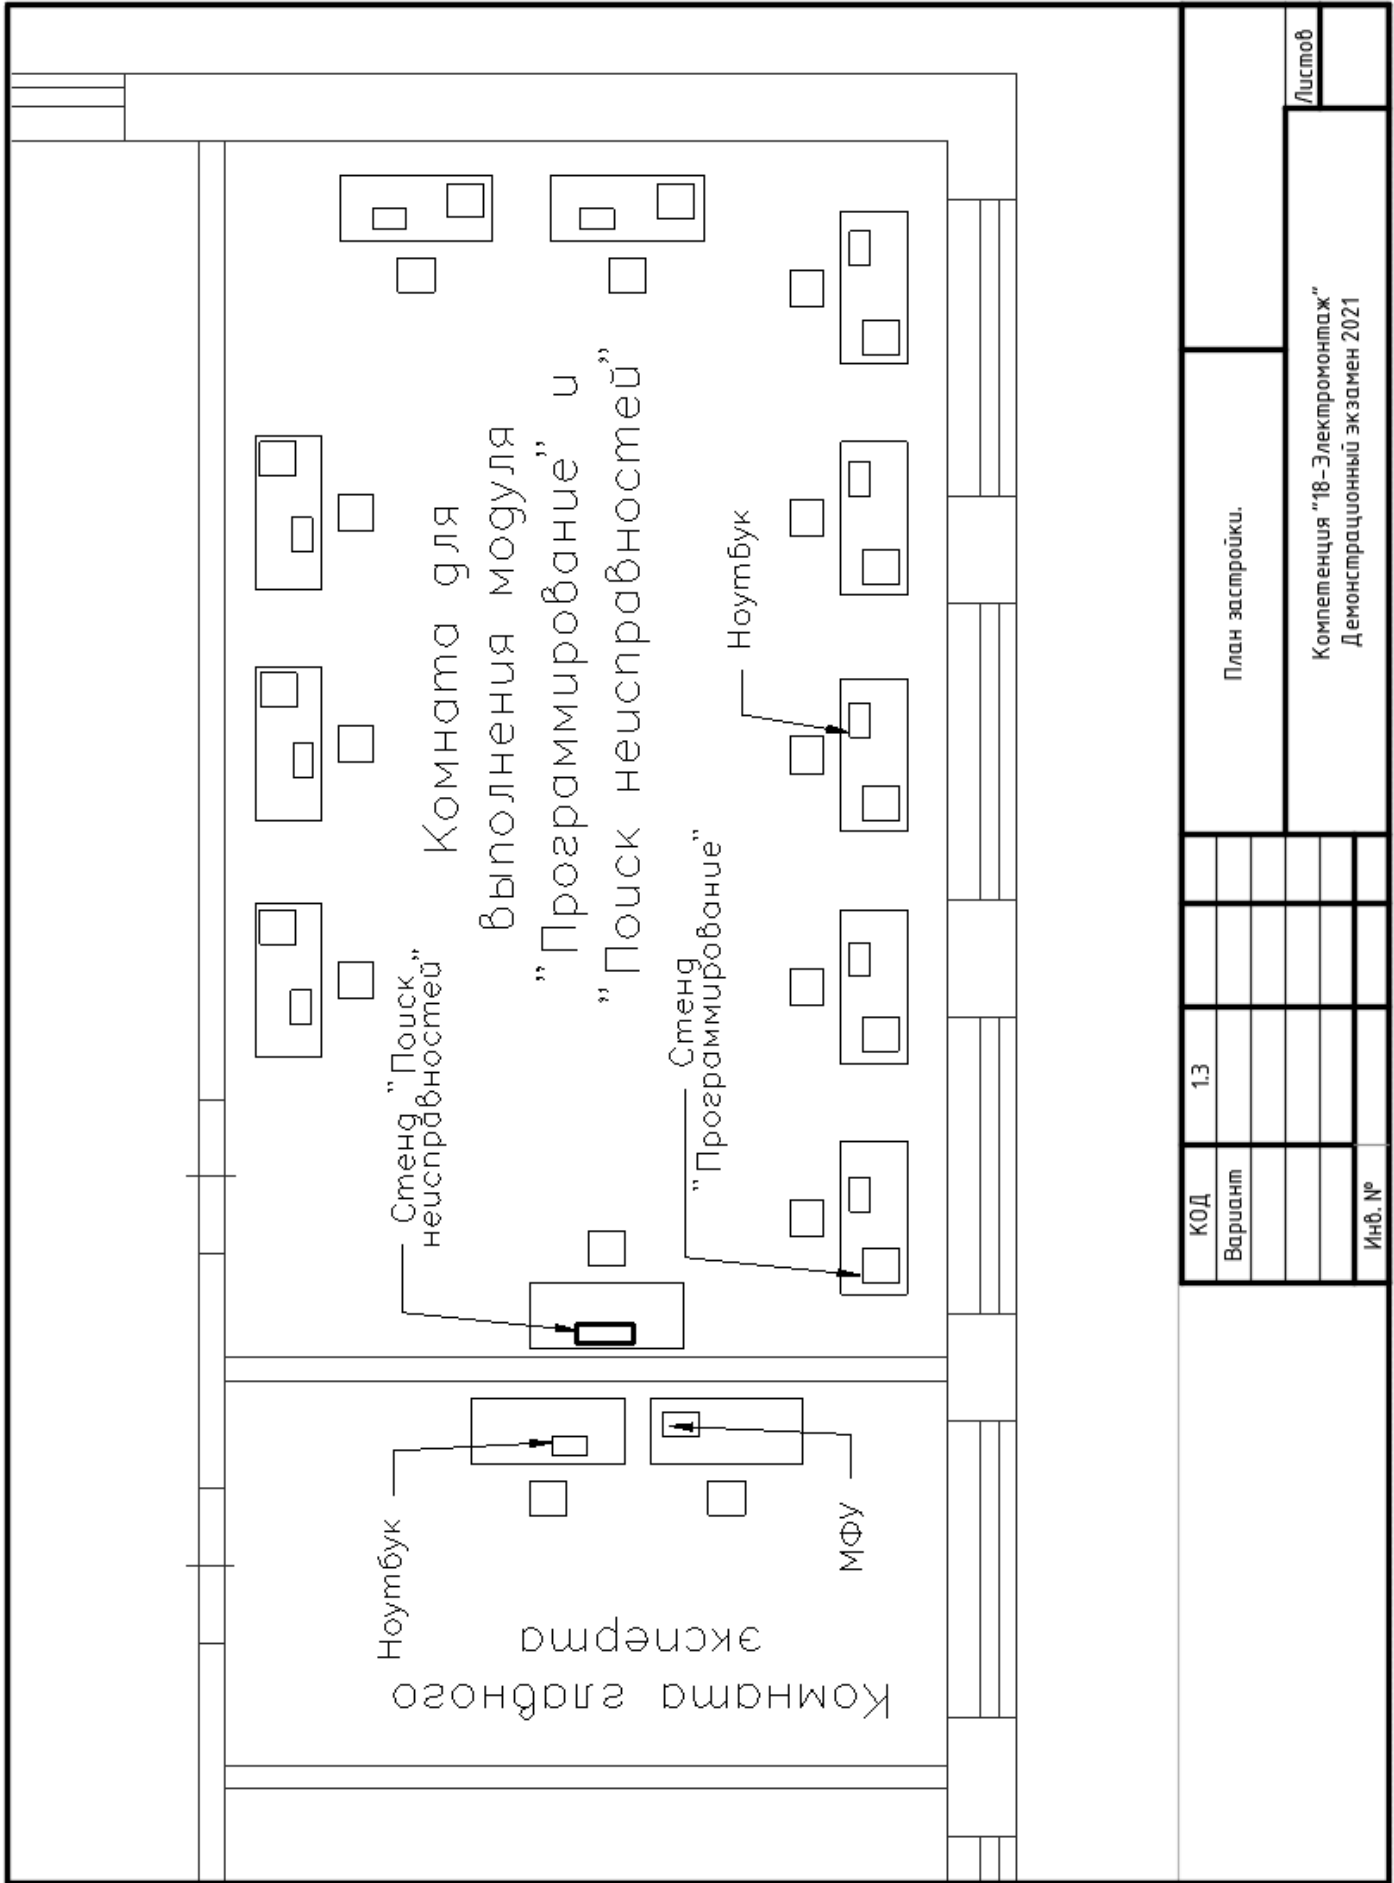 Комната для
выполнения модуля
"Программирование" и
"Поиск неисправностей"
Стенд "Поиск
неисправностей"
Стенд
"Программирование"
Ноутбук
Ноутбук
МФУ
Комната главного
эксперта
КОД 1.3
Вариант
Инв. №
План застройки.
Компетенция "18-Электромонтаж"
Демонстрационный экзамен 2021
Листов